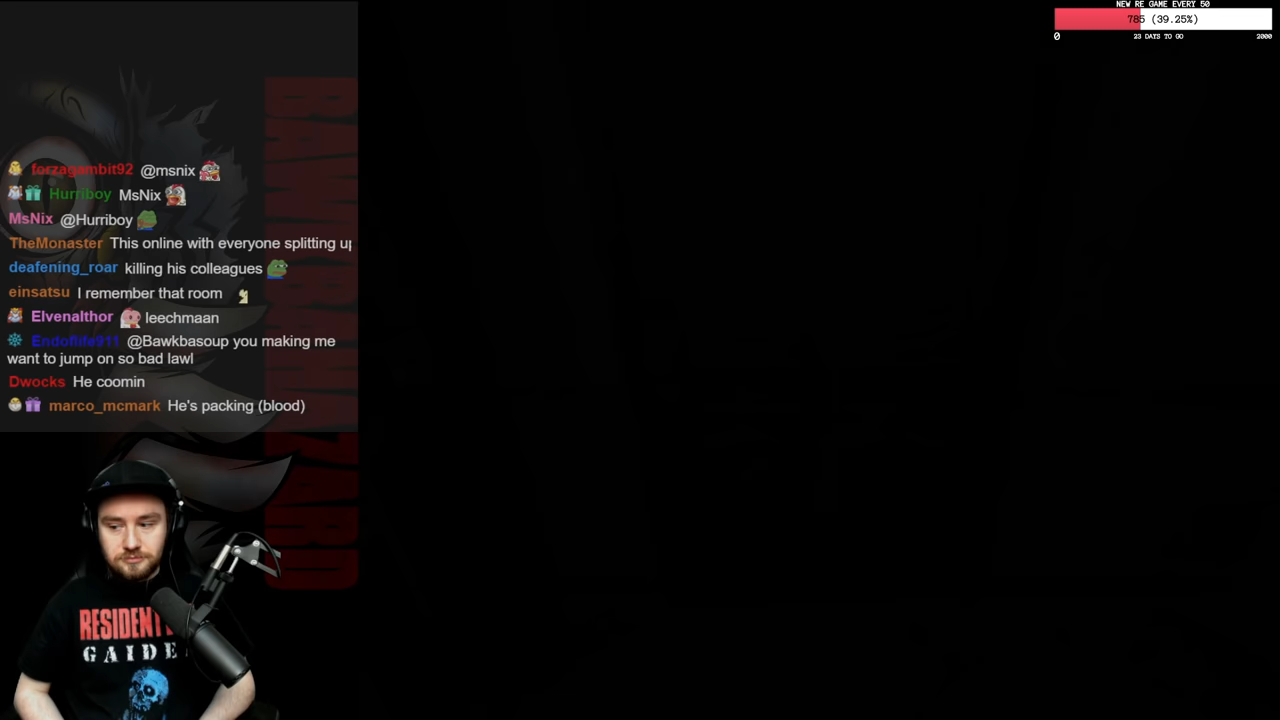 NEW RE GAME EVERY 50
785 (39.25%)
0 23 DAYS TO GO 2000
forzagambit92 @msnix
Hurriboy MsNix
MsNix @Hurriboy
TheMonaster This online with everyone splitting up
deafening_roar killing his colleagues
einsatsu I remember that room
Elvenalthor leechmaan
Endoflife911 @Bawkbasoup you making me
want to jump on so bad lawl
Dwocks He coomin
marco_mcmark He's packing (blood)
RESIDENT
GAIDE